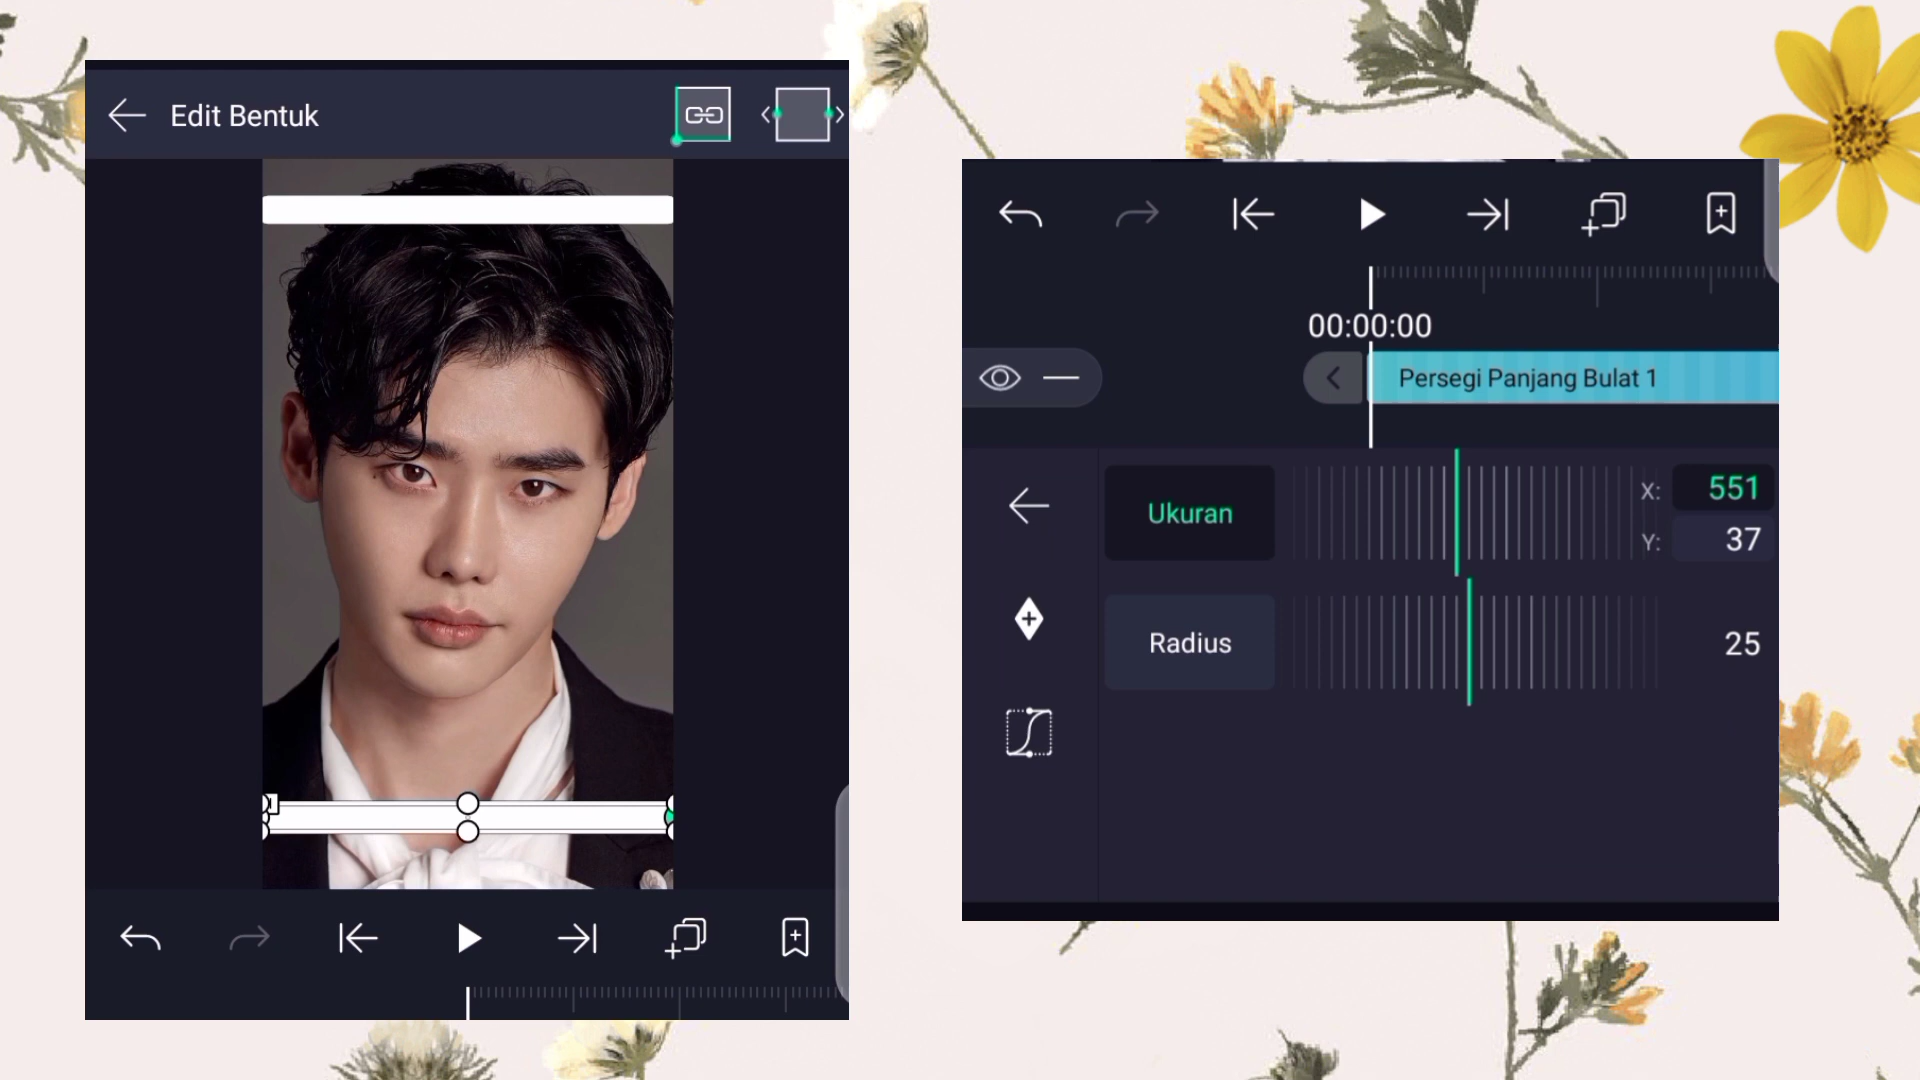 Edit Bentuk
00:00:00
Persegi Panjang Bulat 1
Ukuran
X: 551
Y: 37
Radius
25